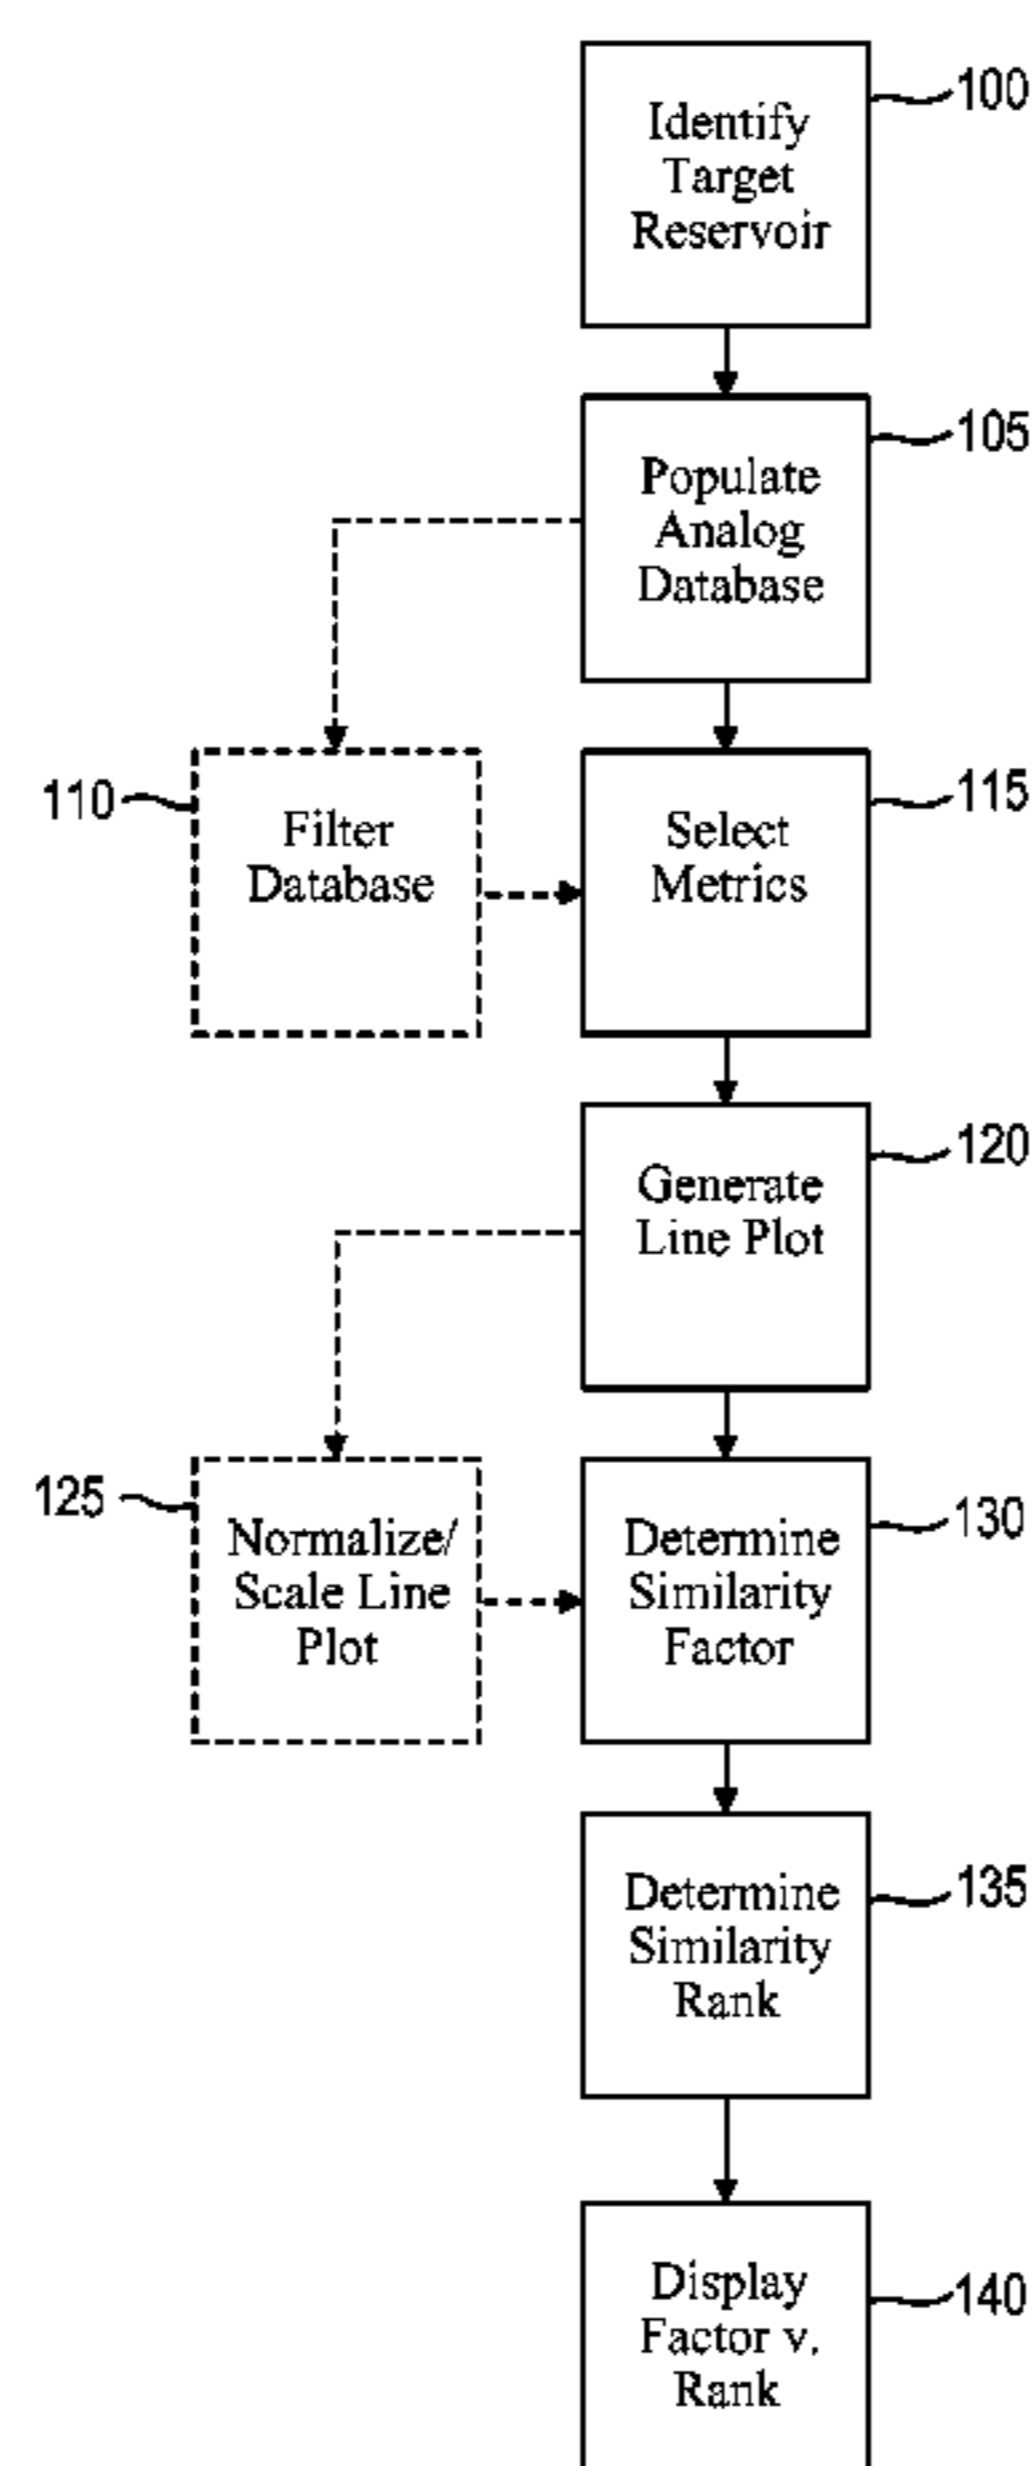 Identify
Target
Reservoir
100
Populate
Analog
Database
105
110
Filter
Database
Select
Metrics
115
Generate
Line Plot
120
125
Normalize/
Scale Line
Plot
Determine
Similarity
Factor
130
Determine
Similarity
Rank
135
Display
Factor v.
Rank
140